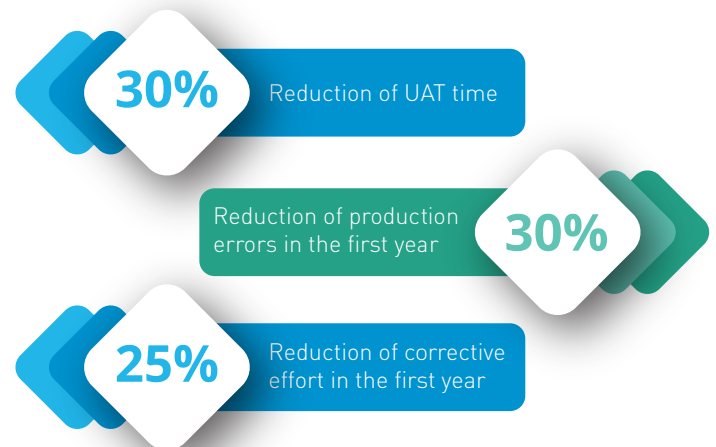 30%
Reduction of UAT time
Reduction of production
errors in the first year
30%
25%
Reduction of corrective
effort in the first year